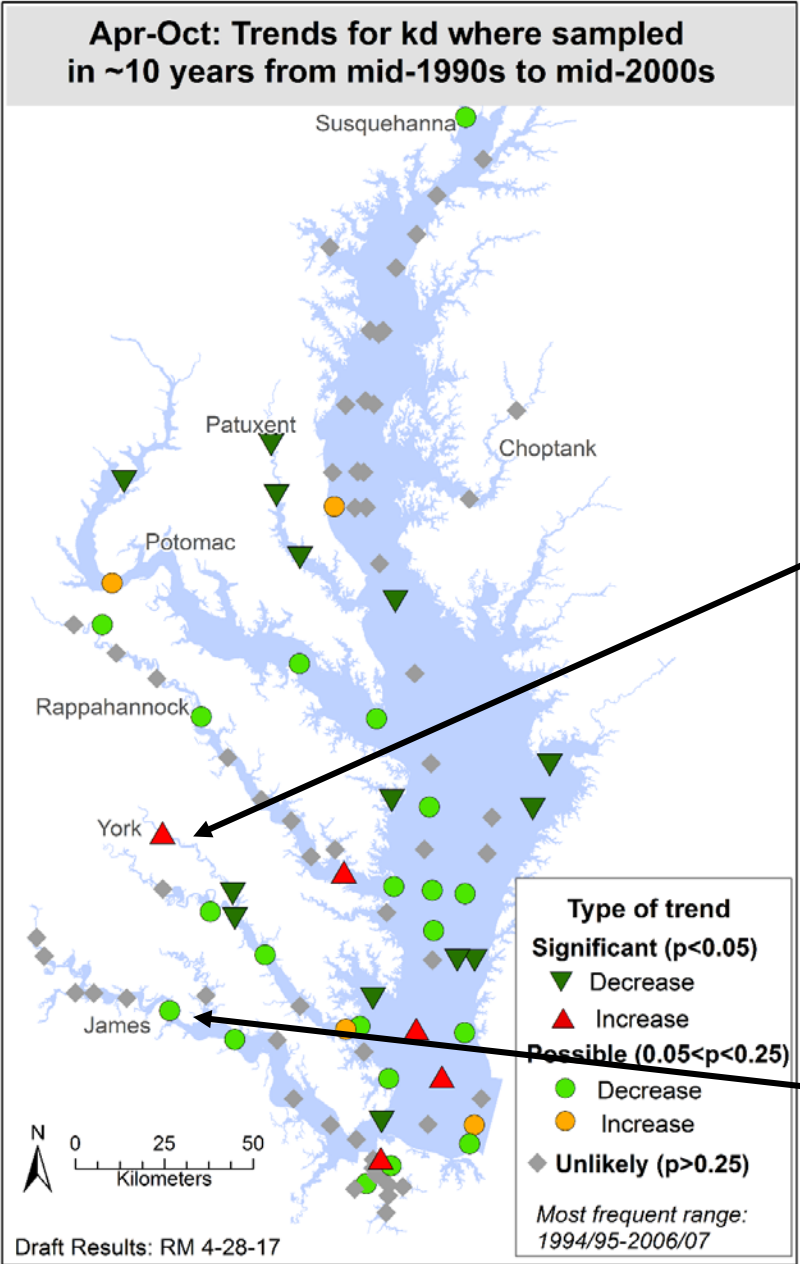 Apr-Oct: Trends for kd where sampled
in ~10 years from mid-1990s to mid-2000s
Susquehanna
Patuxent
Choptank
Potomac
Rappahannock
York
James
N
0 25 50
Kilometers
Type of trend
Significant (p<0.05)
Decrease
Increase
Possible (0.05<p<0.25)
Decrease
Increase
Unlikely (p>0.25)
Most frequent range:
1994/95-2006/07
Draft Results: RM 4-28-17